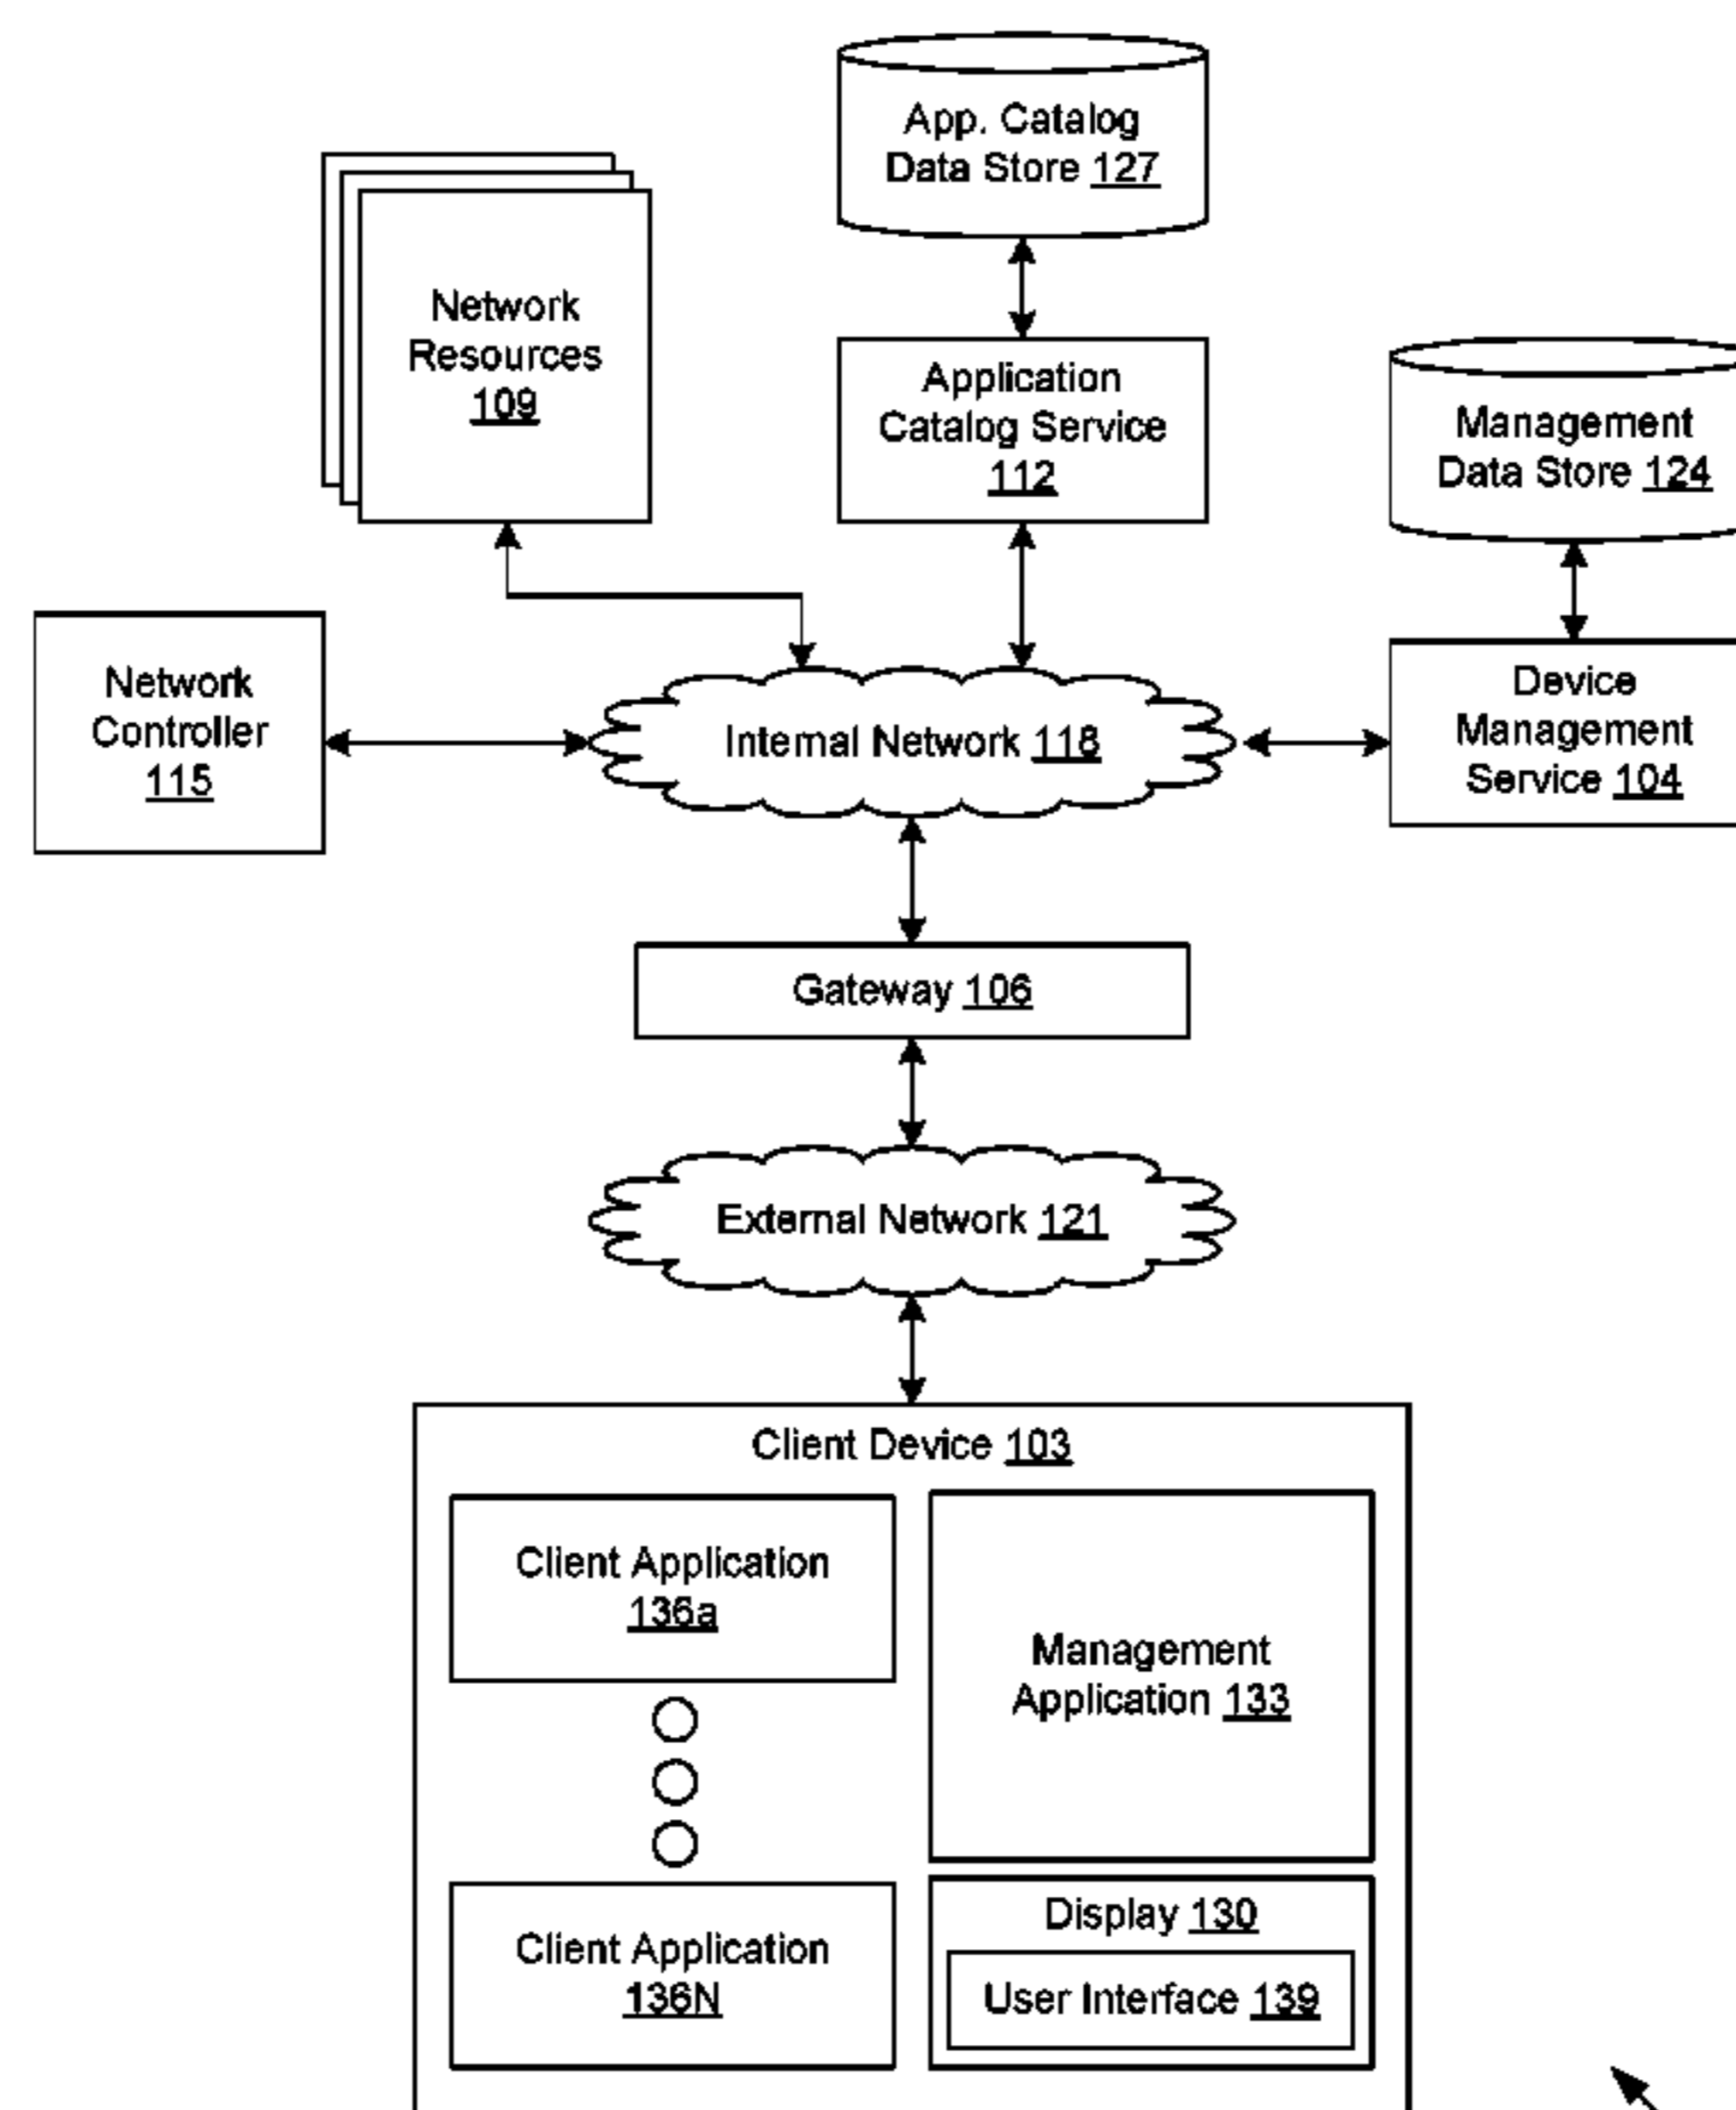 App. Catalog
Data Store 127
Network
Resources
109
Application
Catalog Service
112
Management
Data Store 124
Network
Controller
115
Internal Network 118
Device
Management
Service 104
Gateway 106
External Network 121
Client Device 103
Client Application
136a
Management
Application 133
Client Application
136N
Display 130
User Interface 139